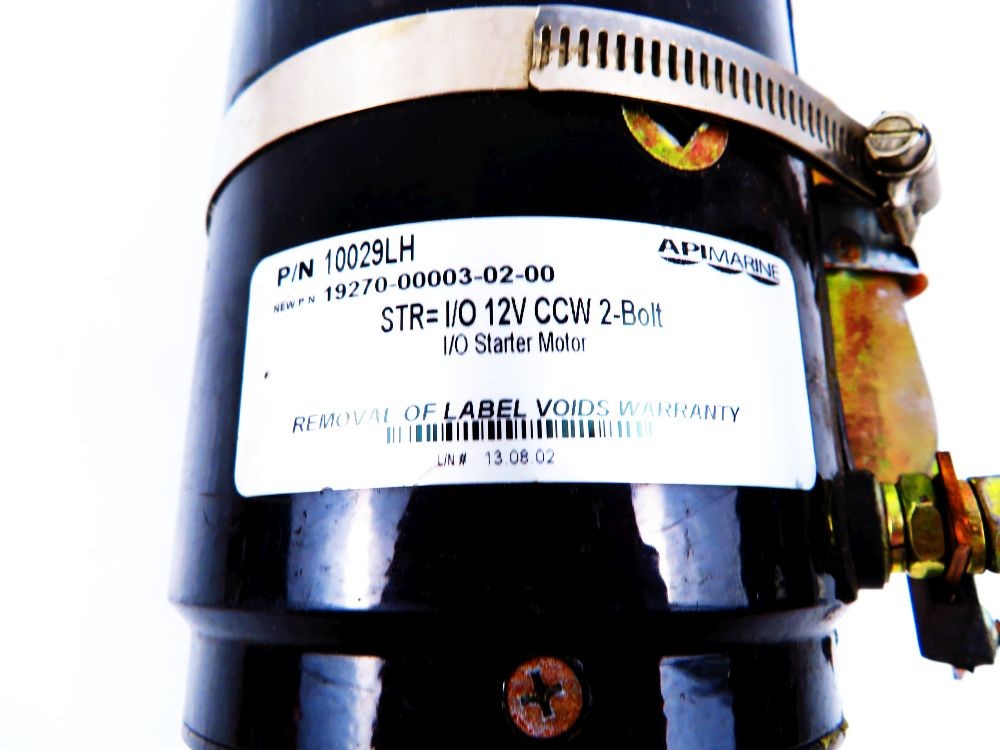 P/N 10029LH
APIMARINE
NEW P N 19270-00003-02-00
STR= I/O 12V CCW 2-Bolt
I/O Starter Motor
REMOVAL OF LABEL VOIDS WARRANTY
L/N # 13.08.02